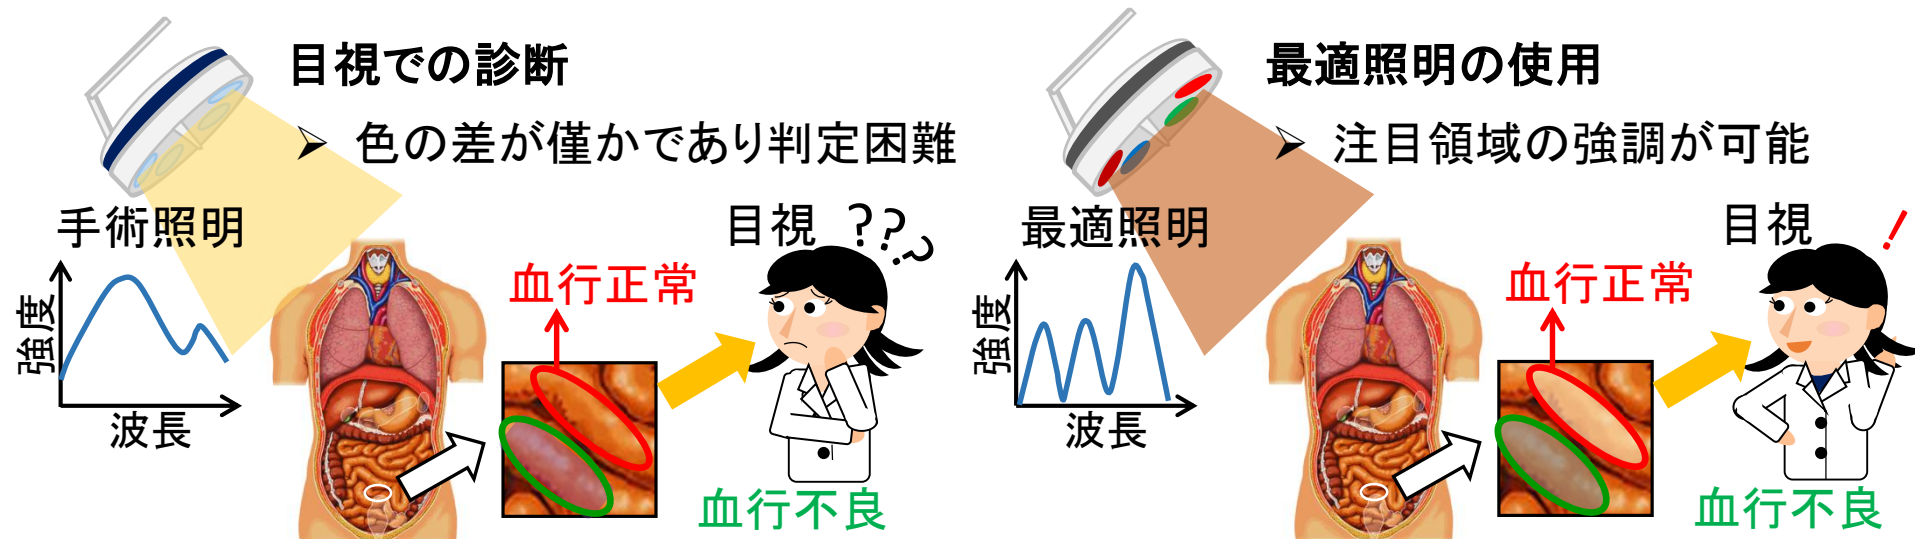 目視での診断
➢ 色の差が僅かであり判定困難
手術照明
強度
波長
血行正常
血行不良
目視 ???
最適照明の使用
➢ 注目領域の強調が可能
最適照明
強度
波長
血行正常
血行不良
目視 !